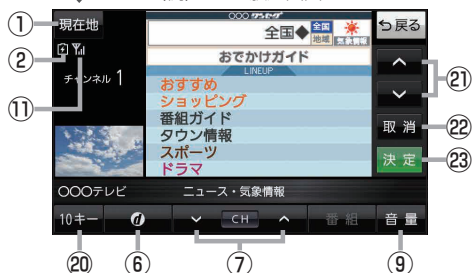 ① 現在地
○○○ワンセグ
全国◆ 全国 地域 気象情報
戻る
② おでかけガイド
LINEUP
⑪ チャンネル 1
おすすめ
ショッピング
番組ガイド
タウン情報
スポーツ
ドラマ
㉑
取消 ㉒
決定 ㉓
○○○テレビ ニュース・気象情報
10キー d CH 番組 音量
⑳ ⑥ ⑦ ⑨